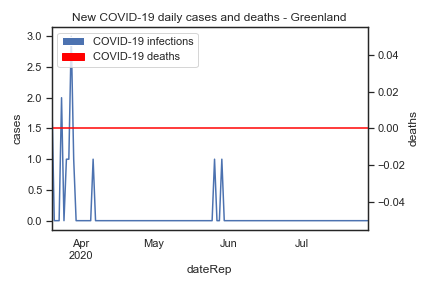 New COVID-19 daily cases and deaths - Greenland
COVID-19 infections
COVID-19 deaths
3.0
2.5
2.0
1.5
1.0
0.5
0.0
cases
0.04
0.02
0.00
−0.02
−0.04
deaths
Apr
2020
May
Jun
Jul
dateRep